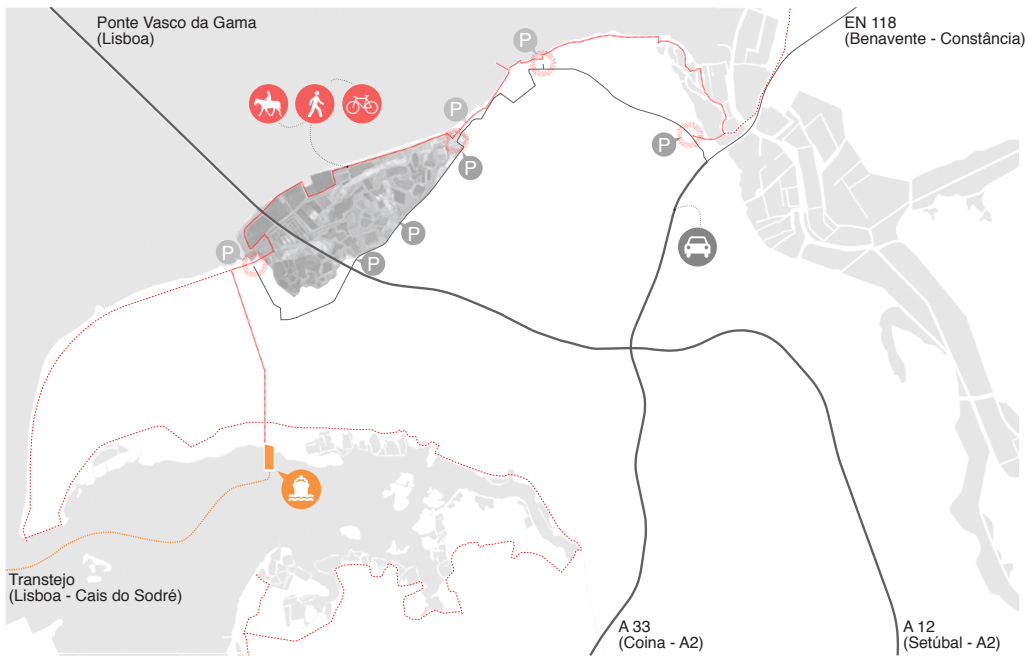 Ponte Vasco da Gama
(Lisboa)
EN 118
(Benavente - Constância)
P
P
P
P
P
P
P
Transtejo
(Lisboa - Cais do Sodré)
A 33
(Coina - A2)
A 12
(Setúbal - A2)